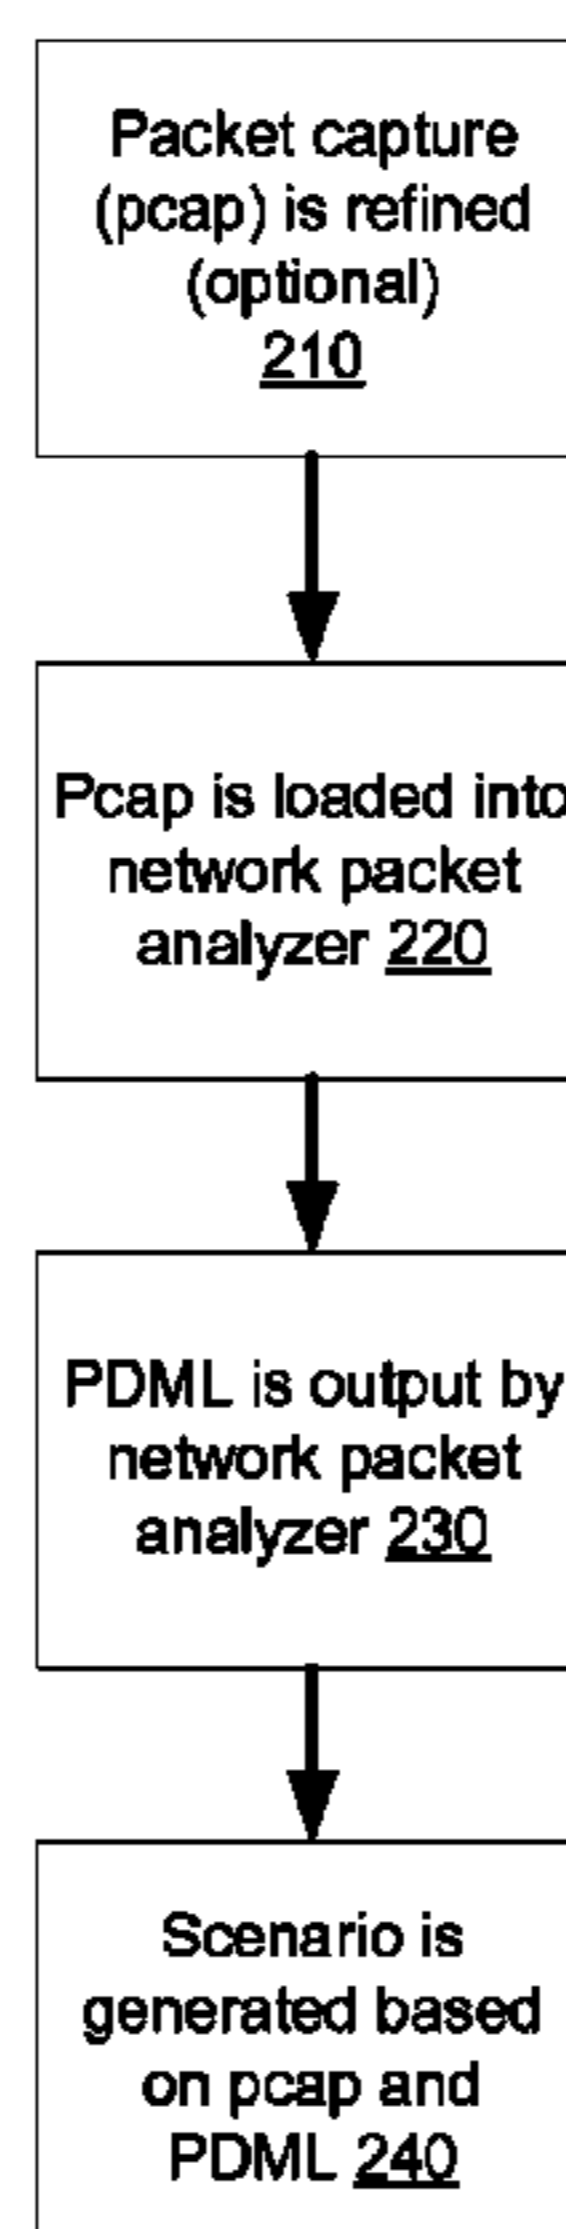 Packet capture
(pcap) is refined
(optional)
210
Pcap is loaded into
network packet
analyzer 220
PDML is output by
network packet
analyzer 230
Scenario is
generated based
on pcap and
PDML 240